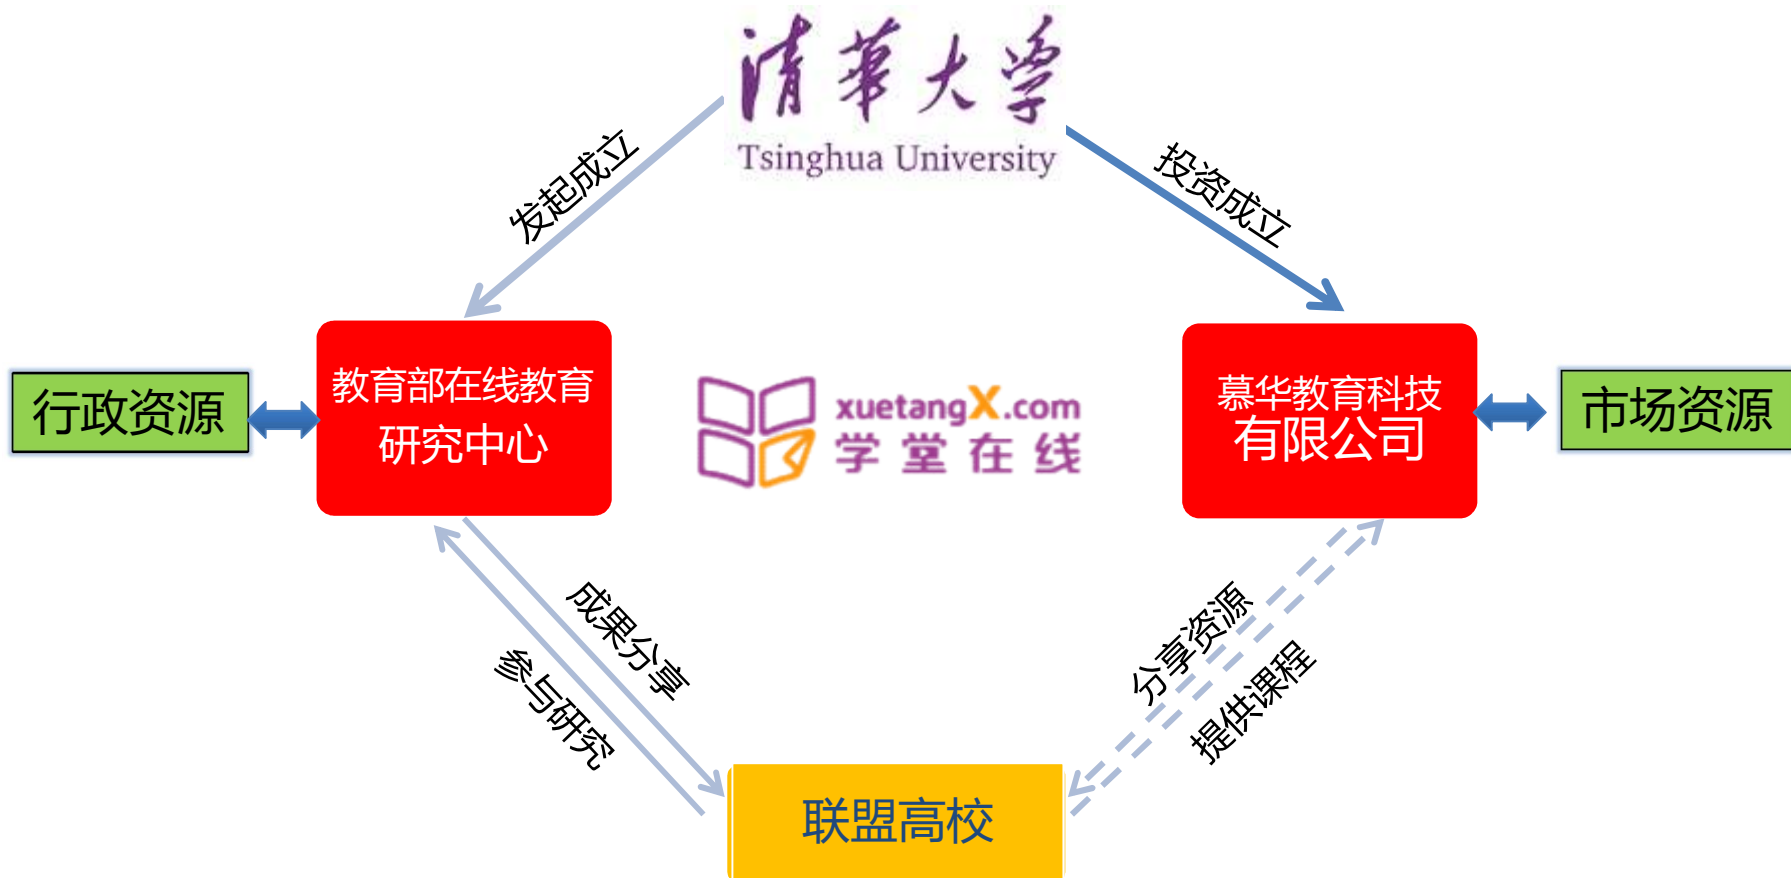 清華大学
Tsinghua University
发起成立
投资成立
教育部在线教育
研究中心
行政资源
xuetangX.com
学堂在线
慕华教育科技
有限公司
市场资源
成果分享
参与研究
分享资源
提供课程
联盟高校